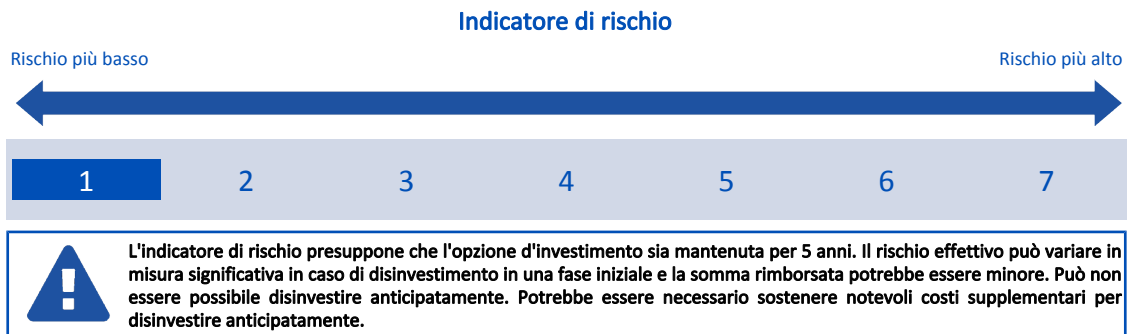 Indicatore di rischio
Rischio più basso
Rischio più alto
1 2 3 4 5 6 7
L'indicatore di rischio presuppone che l'opzione d'investimento sia mantenuta per 5 anni. Il rischio effettivo può variare in
misura significativa in caso di disinvestimento in una fase iniziale e la somma rimborsata potrebbe essere minore. Può non
essere possibile disinvestire anticipatamente. Potrebbe essere necessario sostenere notevoli costi supplementari per
disinvestire anticipatamente.